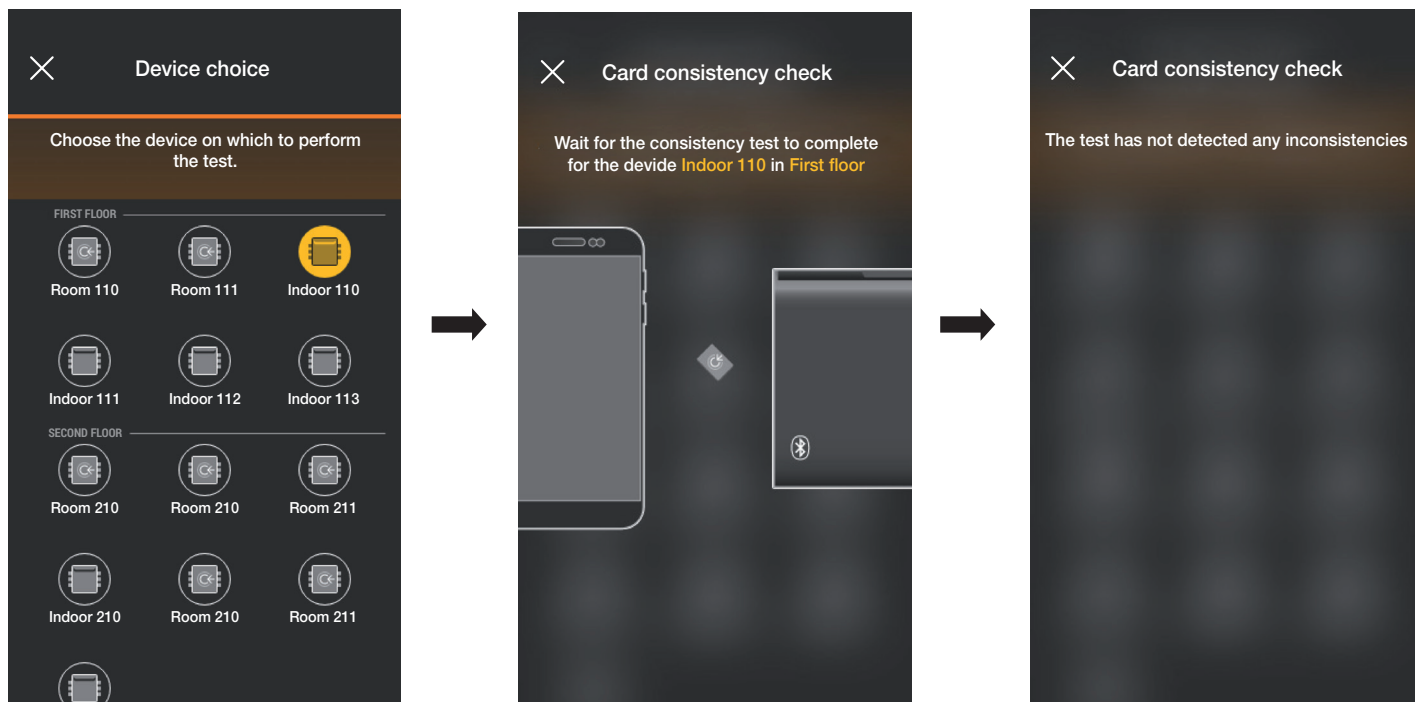 Device choice
Choose the device on which to perform
the test.
FIRST FLOOR
Room 110
Room 111
Indoor 110
Indoor 111
Indoor 112
Indoor 113
SECOND FLOOR
Room 210
Room 210
Room 211
Indoor 210
Room 210
Room 211
Card consistency check
Wait for the consistency test to complete
for the devide Indoor 110 in First floor
Card consistency check
The test has not detected any inconsistencies